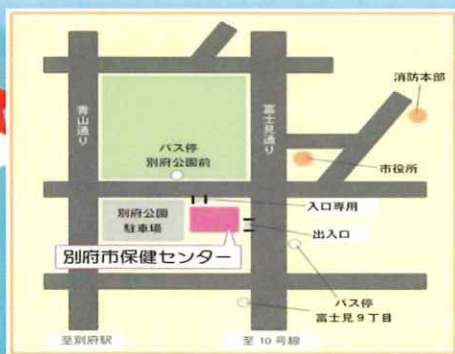 消防本部
青山通り
富士見通り
バス停
別府公園前
市役所
入口専用
別府公園
駐車場
出入口
別府市保健センター
バス停
富士見9丁目
至別府駅
至10号線